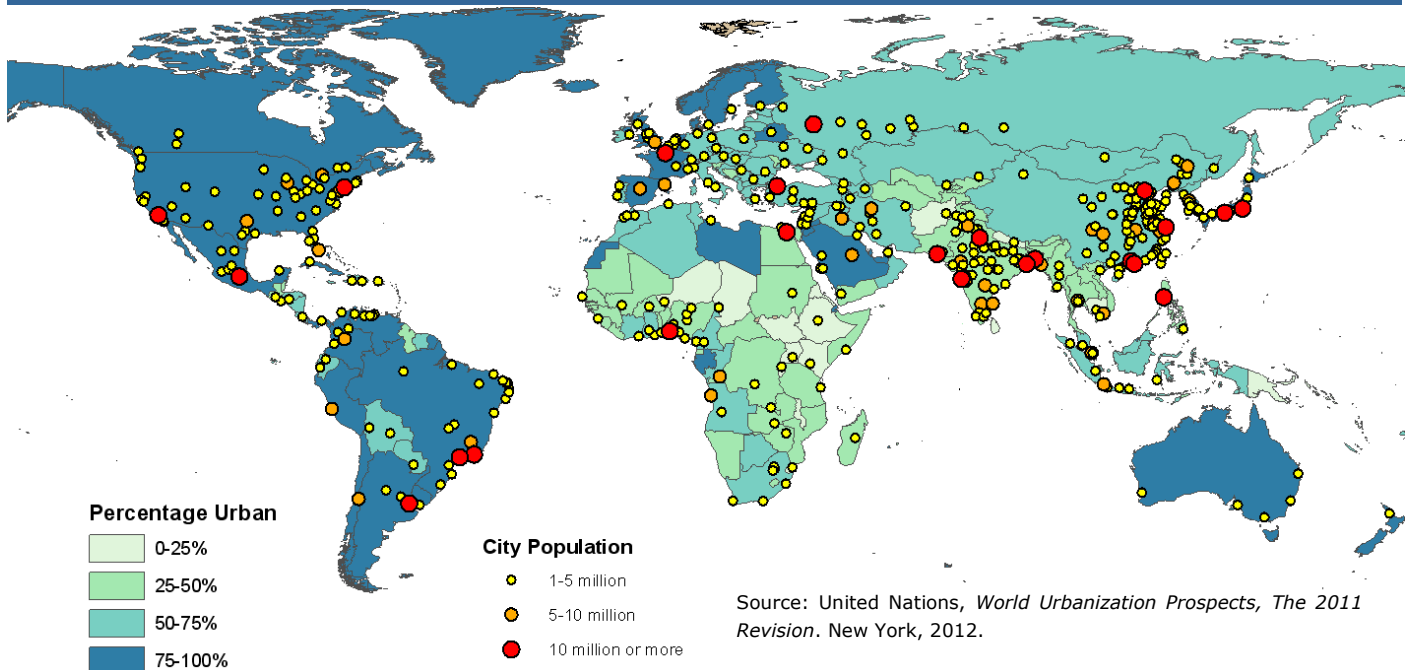 Percentage Urban
0-25%
25-50%
50-75%
75-100%
City Population
1-5 million
5-10 million
10 million or more
Source: United Nations, World Urbanization Prospects, The 2011
Revision. New York, 2012.